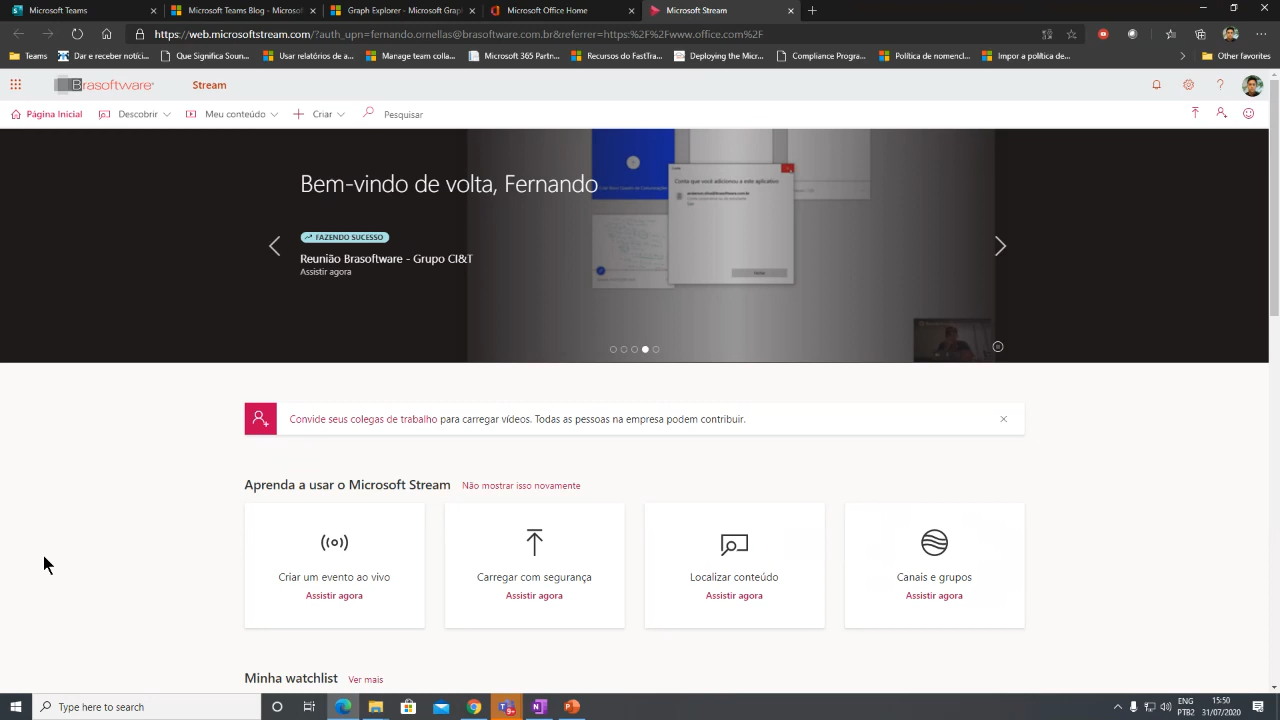 Microsoft Teams
Microsoft Teams Blog - Microsof
Graph Explorer - Microsoft Grap
Microsoft Office Home
Microsoft Stream
https://web.microsoftstream.com/?auth_upn=fernando.ornellas@brasoftware.com.br&referrer=https:%2F%2Fwww.office.com%2F
Teams
Dar e receber notíci...
Que Significa Soun...
Usar relatórios de a...
Manage team colla...
Microsoft 365 Partn...
Recursos do FastTra...
Deploying the Micr...
Compliance Progra...
Política de nomencl...
Impor a política de...
Other favorites
Brasoftware
Stream
Página Inicial
Descobrir
Meu conteúdo
Criar
Pesquisar
Bem-vindo de volta, Fernando
Conta que você adicionou a este aplicativo
FAZENDO SUCESSO
Reunião Brasoftware - Grupo CI&T
Assistir agora
Convide seus colegas de trabalho para carregar vídeos. Todas as pessoas na empresa podem contribuir.
Aprenda a usar o Microsoft Stream Não mostrar isso novamente
Criar um evento ao vivo
Assistir agora
Carregar com segurança
Assistir agora
Localizar conteúdo
Assistir agora
Canais e grupos
Assistir agora
Minha watchlist Ver mais
Type here to search
ENG
PTB2
15:50
31/07/2020